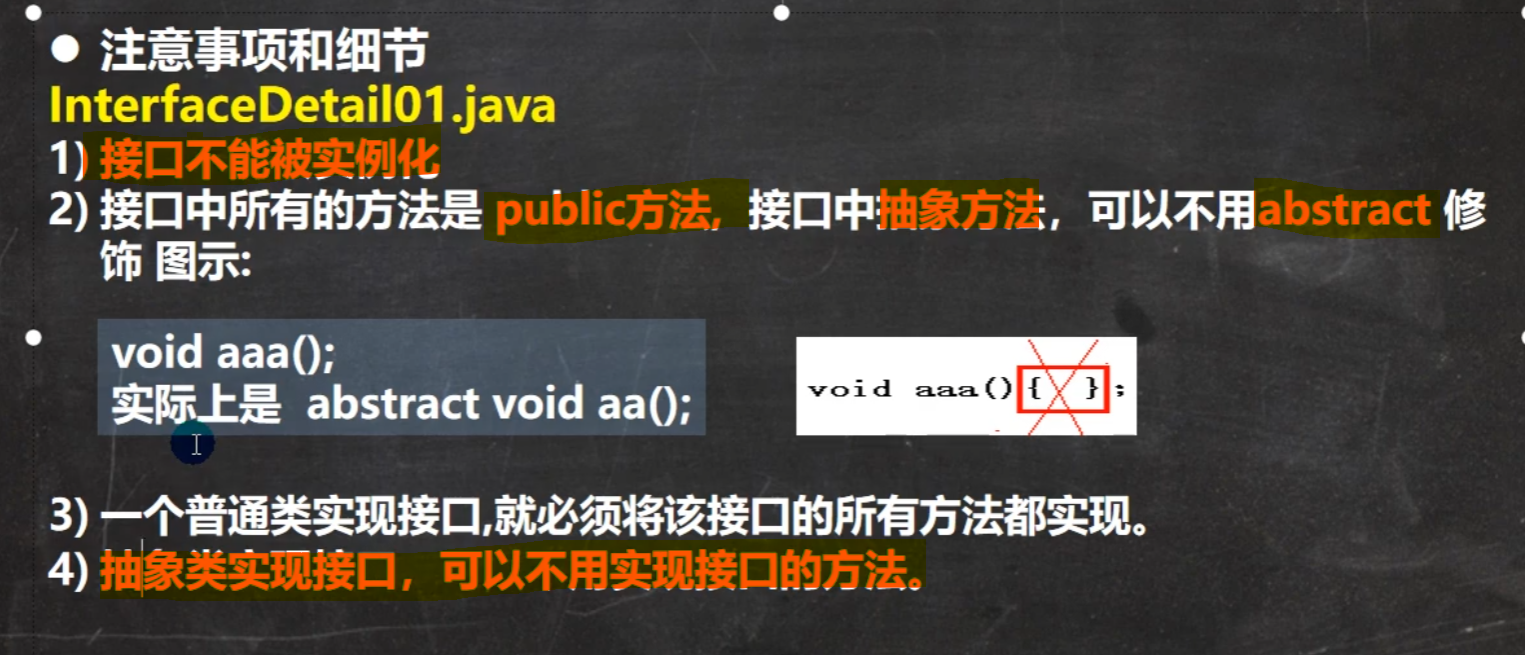 ● 注意事项和细节
InterfaceDetail01.java
1) 接口不能被实例化
2) 接口中所有的方法是 public方法, 接口中抽象方法，可以不用abstract 修
饰 图示:
void aaa();
实际上是 abstract void aa();
void aaa(){ };
3) 一个普通类实现接口,就必须将该接口的所有方法都实现。
4) 抽象类实现接口，可以不用实现接口的方法。